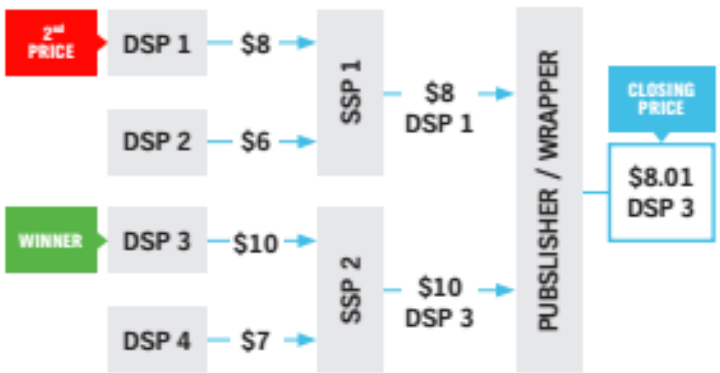 2nd
PRICE
DSP 1
$8
DSP 2
$6
SSP 1
$8
DSP 1
WINNER
DSP 3
$10
DSP 4
$7
SSP 2
$10
DSP 3
PUBSLISHER / WRAPPER
CLOSING
PRICE
$8.01
DSP 3